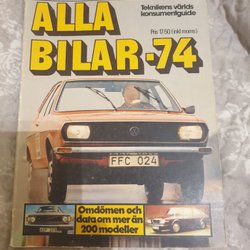 ALLA
BILAR-74
Teknikens världs
konsumentguide
Pris 17:50 (inkl moms)
FFC 024
Omdömen och
data om mer än
200 modeller